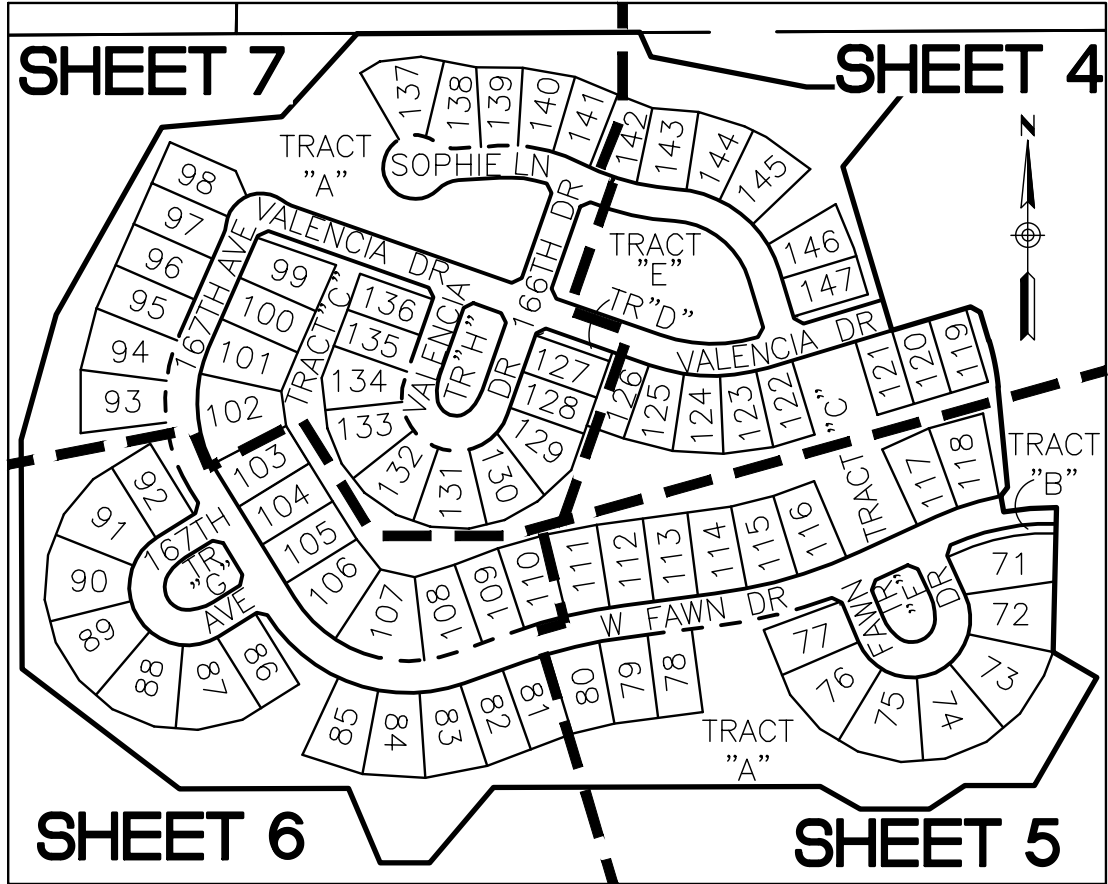 SHEET 7
SHEET 4
137
138
139
140
141
142
143
144
145
N
TRACT
"A"
SOPHIE LN
98
97
96
95
94
93
167TH AVE
VALENCIA DR
166TH DR
TRACT
"E"
146
147
TR "D"
VALENCIA DR
99
100
101
102
TRACT "C"
136
135
134
133
132
131
130
129
128
127
VALENCIA
DR
TR "H"
126
125
124
123
122
TRACT "C"
121
120
119
118
117
TRACT
"B"
103
104
105
106
107
108
109
110
111
112
113
114
115
116
92
91
90
89
88
87
86
167TH
AVE
TR.
"G"
W FAWN DR
FAWN
DR
TR.
"F"
71
72
73
74
75
76
77
78
79
80
81
82
83
84
85
TRACT
"A"
SHEET 6
SHEET 5